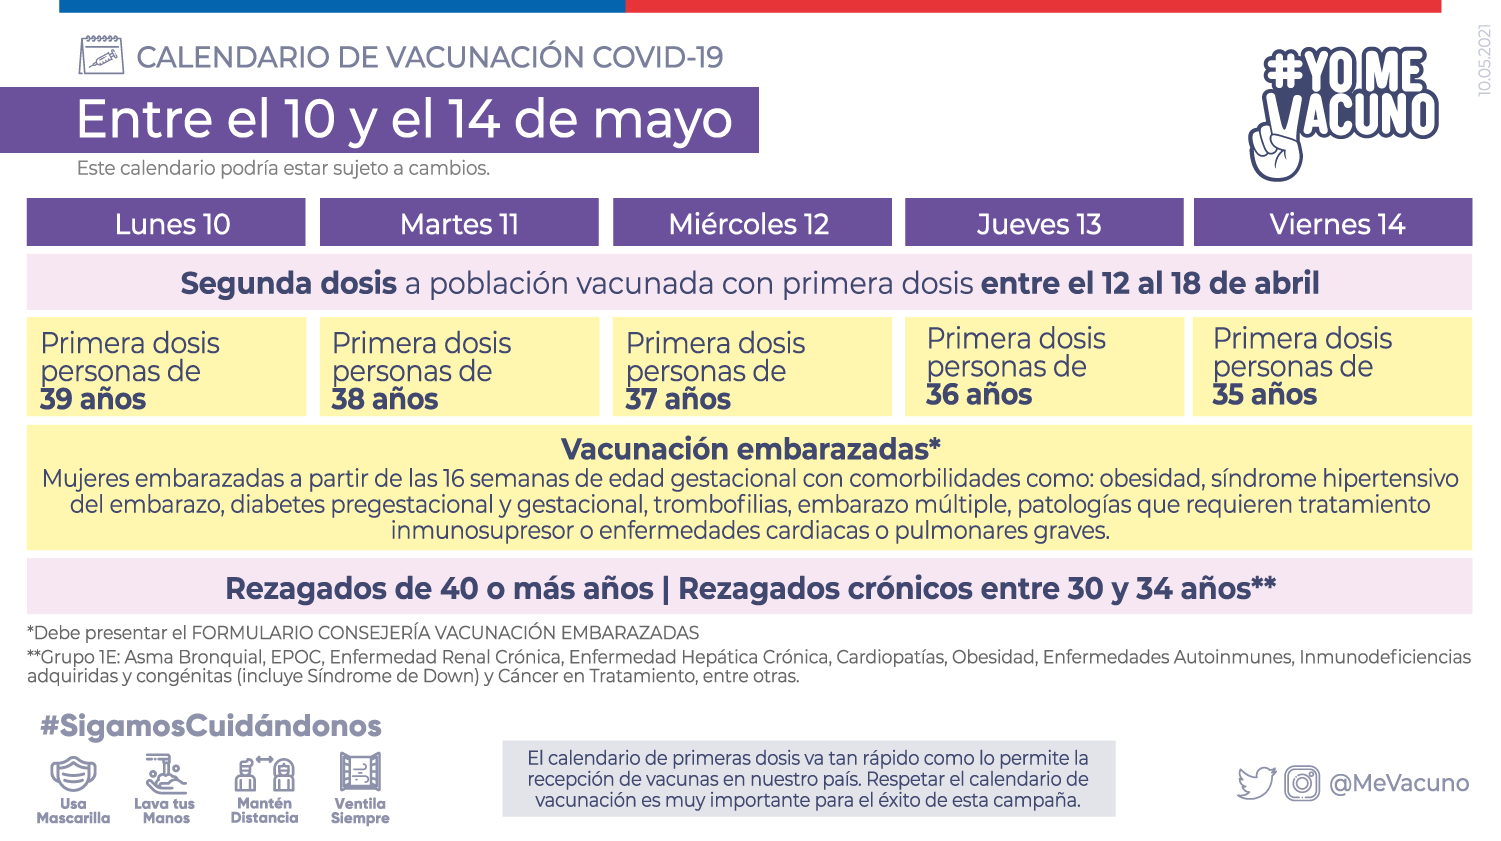 10.05.2021
CALENDARIO DE VACUNACIÓN COVID-19
#YO ME
VACUNO
Entre el 10 y el 14 de mayo
Este calendario podría estar sujeto a cambios.
Lunes 10
Martes 11
Miércoles 12
Jueves 13
Viernes 14
Segunda dosis a población vacunada con primera dosis entre el 12 al 18 de abril
Primera dosis
personas de
39 años
Primera dosis
personas de
38 años
Primera dosis
personas de
37 años
Primera dosis
personas de
36 años
Primera dosis
personas de
35 años
Vacunación embarazadas*
Mujeres embarazadas a partir de las 16 semanas de edad gestacional con comorbilidades como: obesidad, síndrome hipertensivo
del embarazo, diabetes pregestacional y gestacional, trombofilias, embarazo múltiple, patologías que requieren tratamiento
inmunosupresor o enfermedades cardiacas o pulmonares graves.
Rezagados de 40 o más años | Rezagados crónicos entre 30 y 34 años**
*Debe presentar el FORMULARIO CONSEJERÍA VACUNACIÓN EMBARAZADAS
**Grupo 1E: Asma Bronquial, EPOC, Enfermedad Renal Crónica, Enfermedad Hepática Crónica, Cardiopatías, Obesidad, Enfermedades Autoinmunes, Inmunodeficiencias
adquiridas y congénitas (incluye Síndrome de Down) y Cáncer en Tratamiento, entre otras.
#SigamosCuidándonos
Usa
Mascarilla
Lava tus
Manos
Mantén
Distancia
Ventila
Siempre
El calendario de primeras dosis va tan rápido como lo permite la
recepción de vacunas en nuestro país. Respetar el calendario de
vacunación es muy importante para el éxito de esta campaña.
@MeVacuno